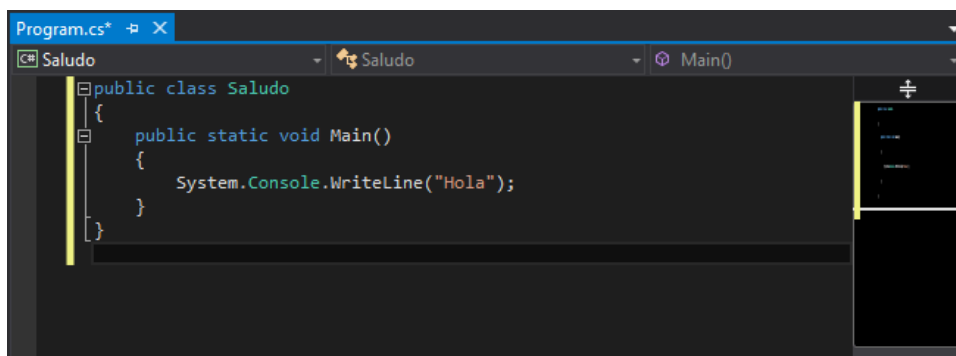 Program.cs*
C# Saludo Saludo Main()
public class Saludo
{
public static void Main()
{
System.Console.WriteLine("Hola");
}
}